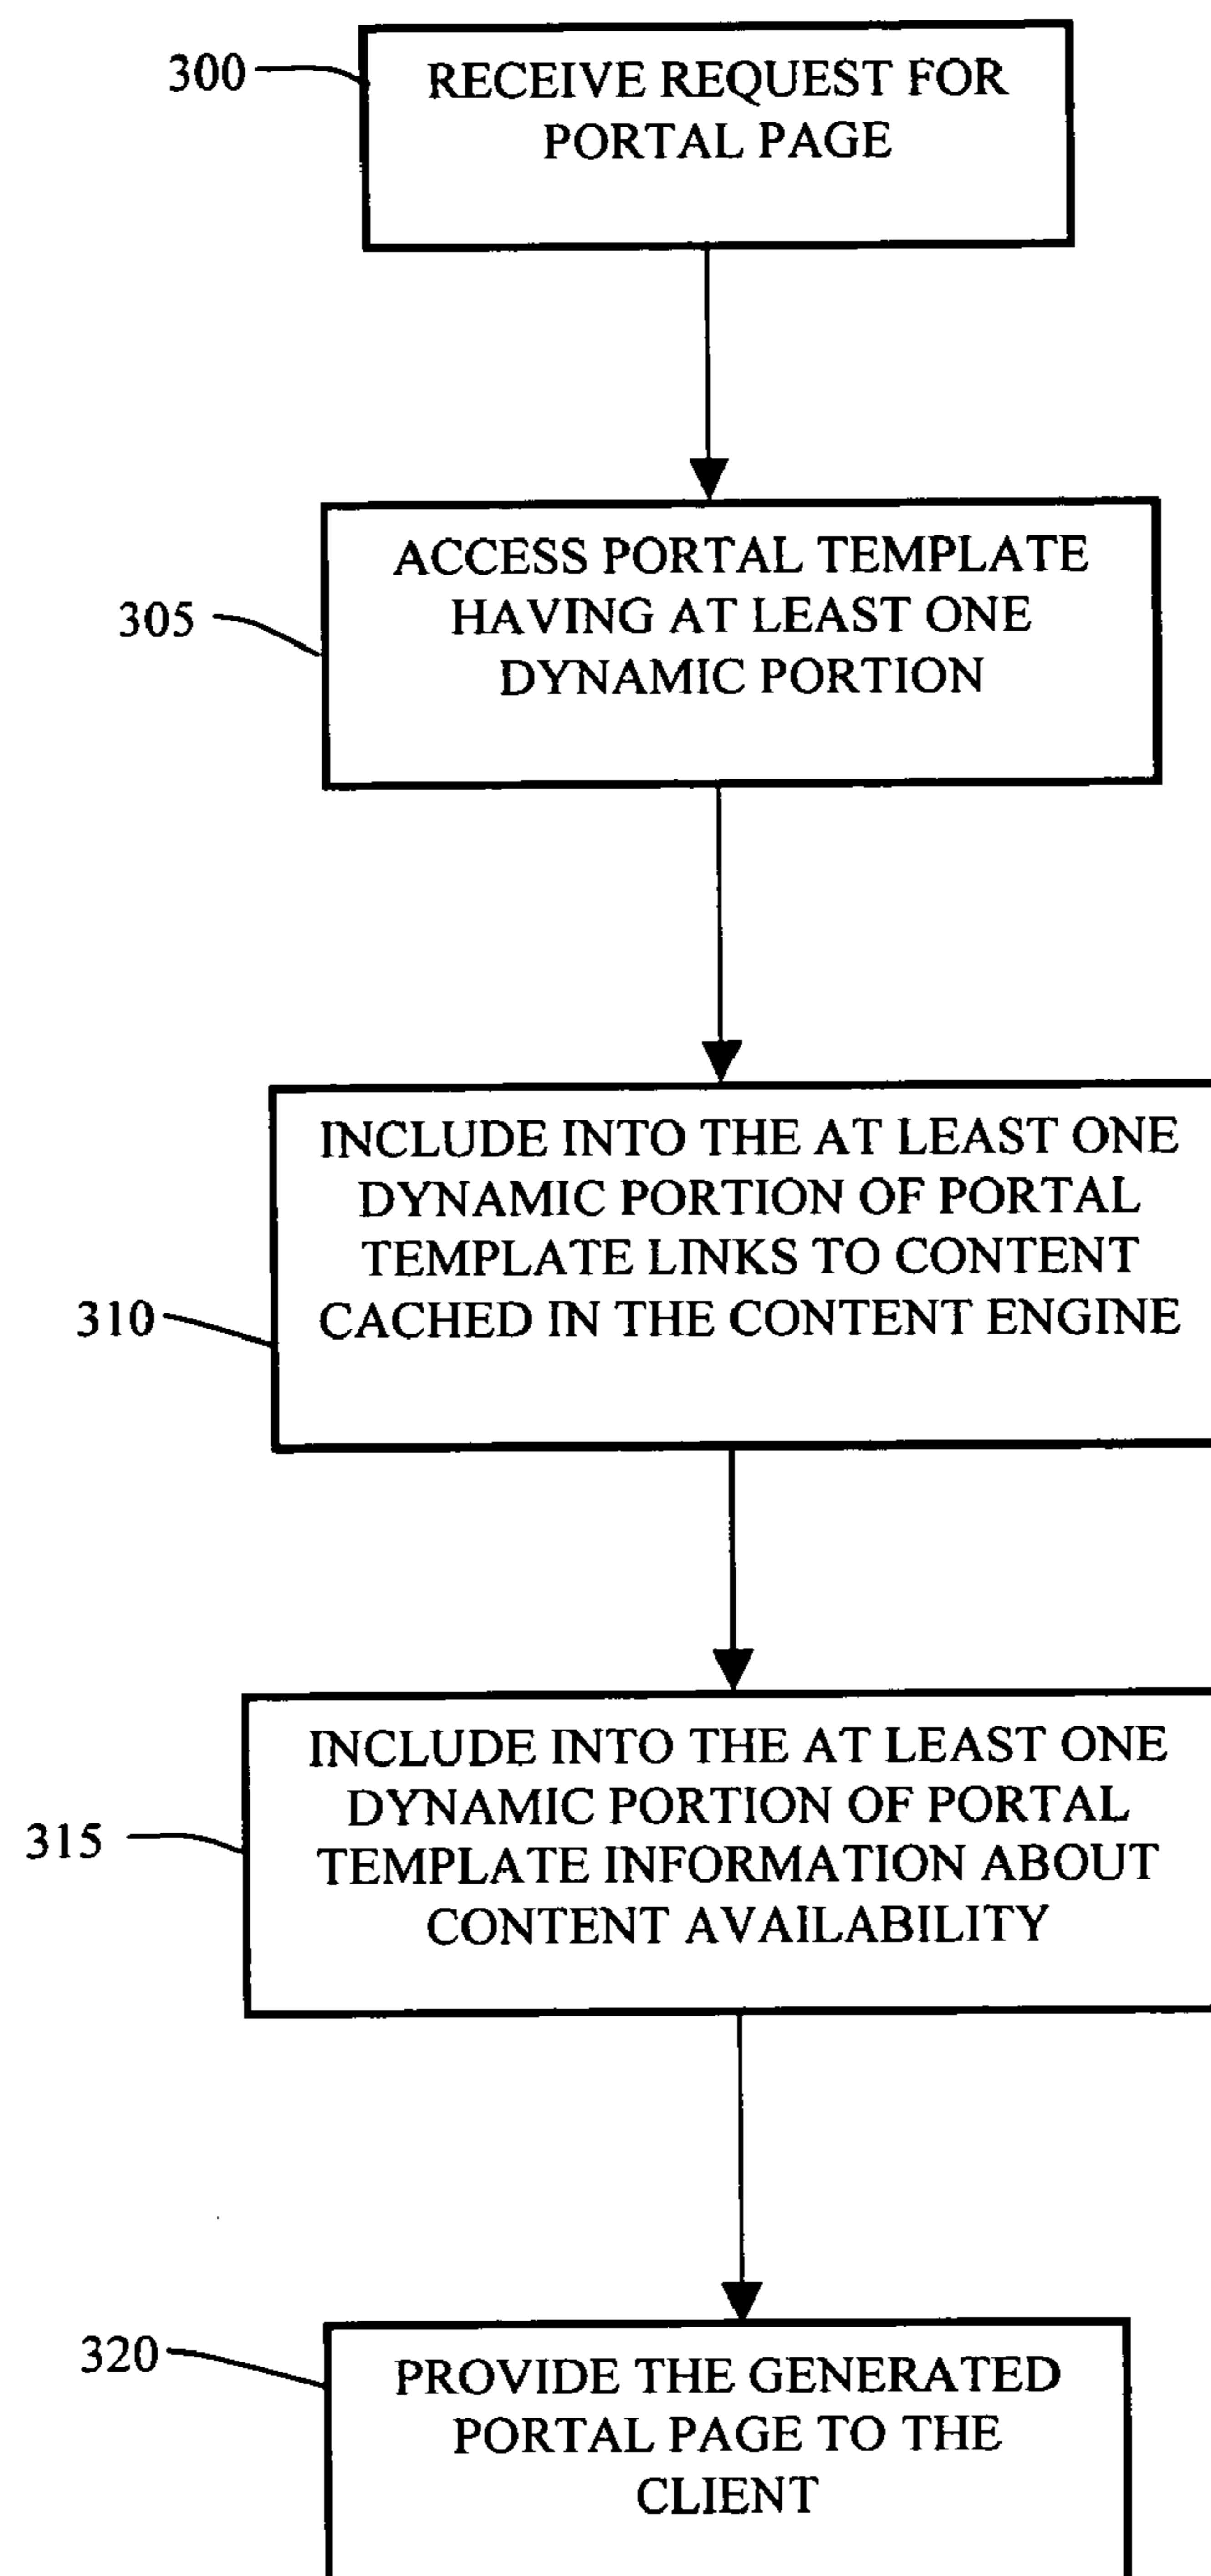 300
RECEIVE REQUEST FOR
PORTAL PAGE
305
ACCESS PORTAL TEMPLATE
HAVING AT LEAST ONE
DYNAMIC PORTION
310
INCLUDE INTO THE AT LEAST ONE
DYNAMIC PORTION OF PORTAL
TEMPLATE LINKS TO CONTENT
CACHED IN THE CONTENT ENGINE
315
INCLUDE INTO THE AT LEAST ONE
DYNAMIC PORTION OF PORTAL
TEMPLATE INFORMATION ABOUT
CONTENT AVAILABILITY
320
PROVIDE THE GENERATED
PORTAL PAGE TO THE
CLIENT